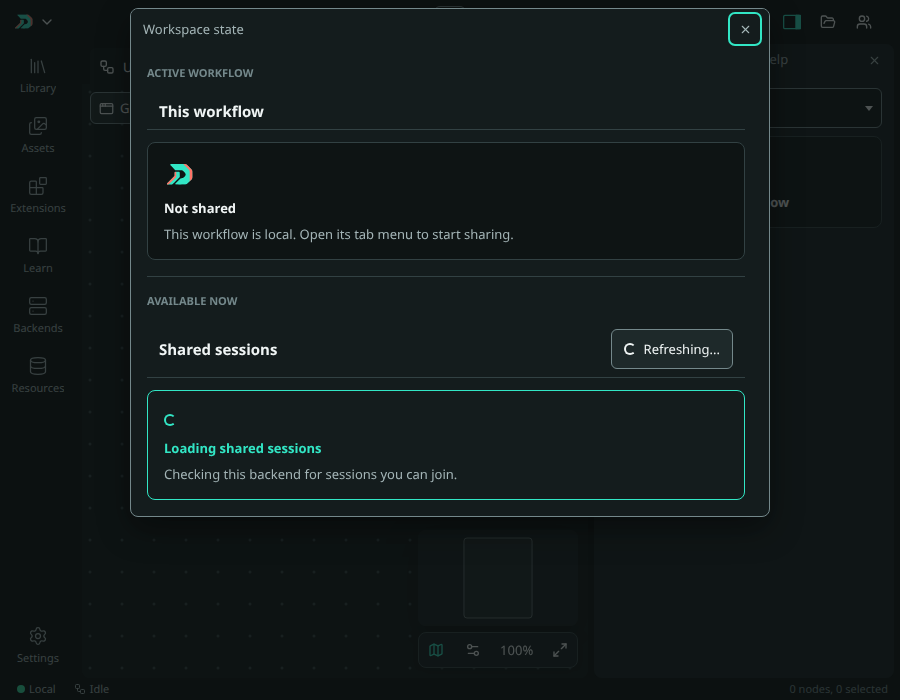 Workspace state
ACTIVE WORKFLOW
This workflow
Not shared
This workflow is local. Open its tab menu to start sharing.
AVAILABLE NOW
Shared sessions
Refreshing...
Loading shared sessions
Checking this backend for sessions you can join.
Library
Assets
Extensions
Learn
Backends
Resources
Settings
100%
Local
Idle
0 nodes, 0 selected